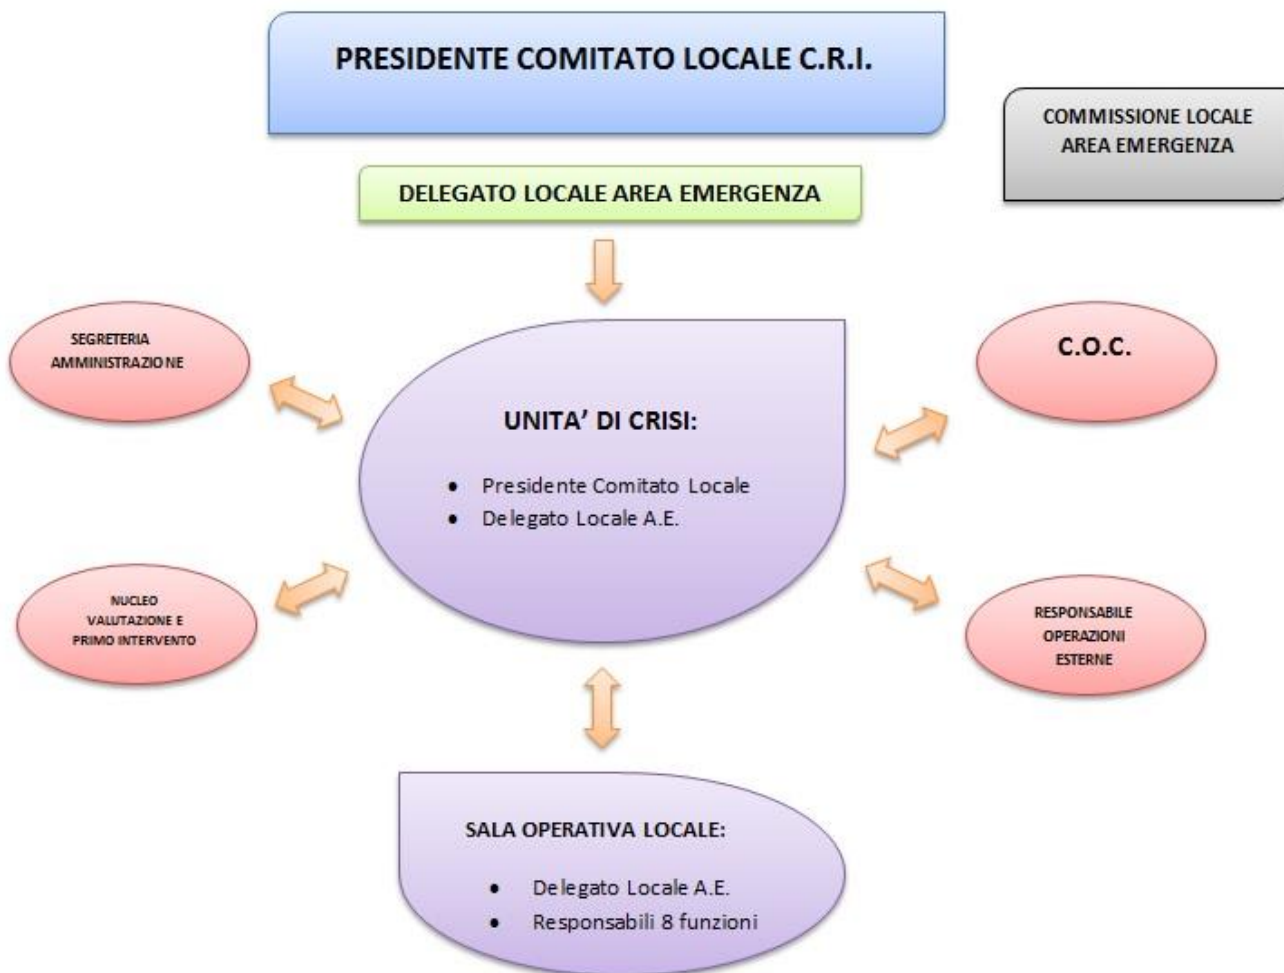 PRESIDENTE COMITATO LOCALE C.R.I.
COMMISSIONE LOCALE
AREA EMERGENZA
DELEGATO LOCALE AREA EMERGENZA
SEGRETERIA
AMMINISTRAZIONE
C.O.C.
UNITA’ DI CRISI:
• Presidente Comitato Locale
• Delegato Locale A.E.
NUCLEO
VALUTAZIONE E
PRIMO INTERVENTO
RESPONSABILE
OPERAZIONI
ESTERNE
SALA OPERATIVA LOCALE:
• Delegato Locale A.E.
• Responsabili 8 funzioni